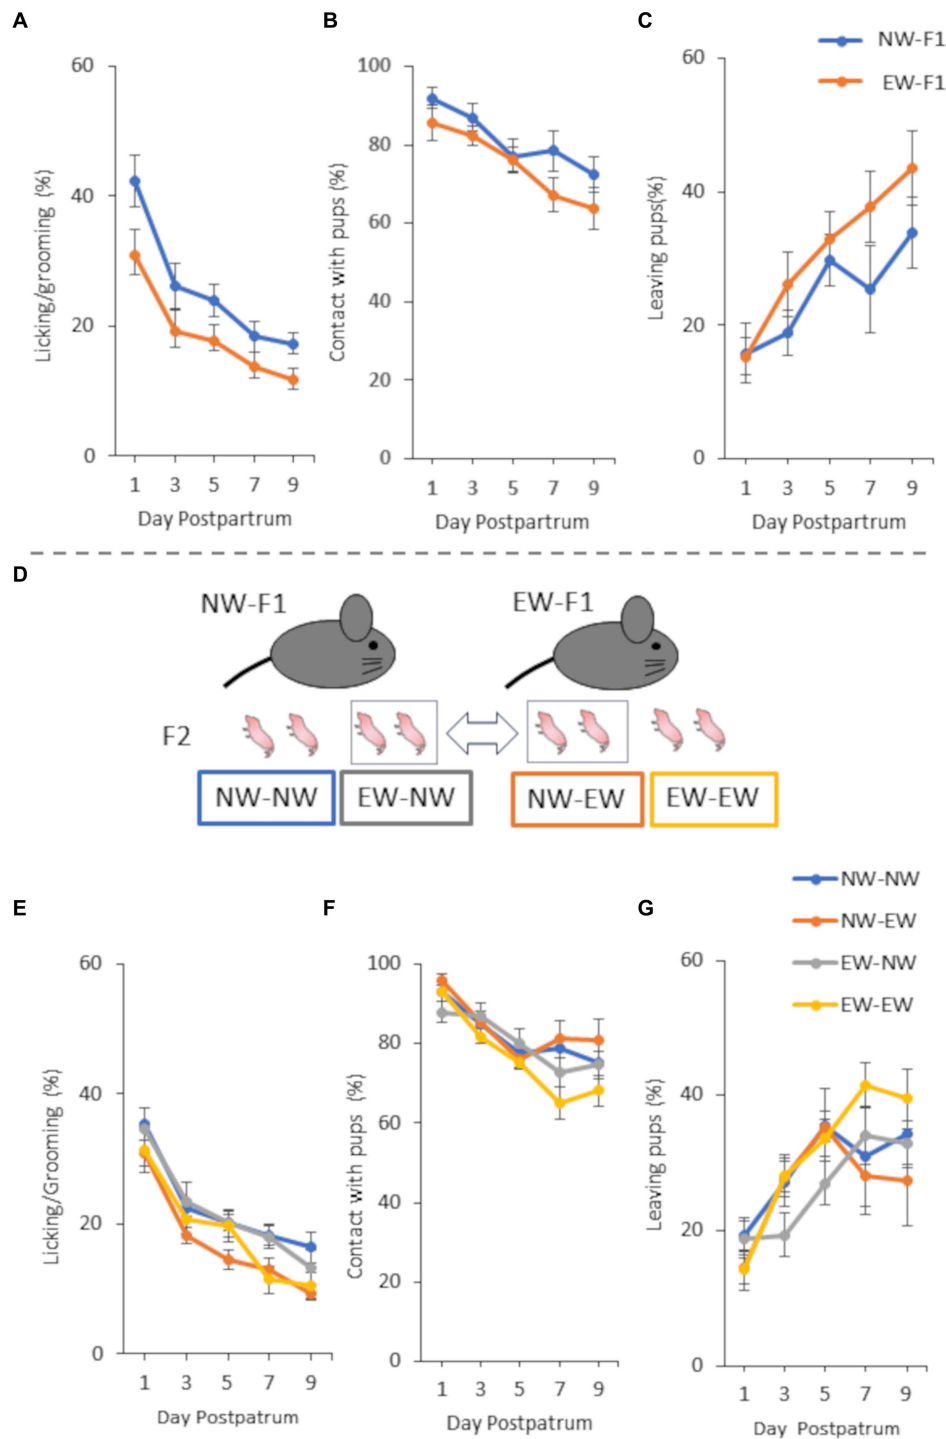 A
Licking/grooming (%)
60
40
20
0
1 3 5 7 9
Day Postpartrum
B
Contact with pups (%)
100
80
60
40
20
0
1 3 5 7 9
Day Postpartrum
C
NW-F1
EW-F1
Leaving pups(%)
60
40
20
0
1 3 5 7 9
Day Postpartrum
D
NW-F1
EW-F1
F2
NW-NW
EW-NW
NW-EW
EW-EW
E
Licking/Grooming (%)
60
40
20
0
1 3 5 7 9
Day Postpatrum
F
Contact with pups (%)
100
80
60
40
20
0
1 3 5 7 9
Day Postpatrum
G
NW-NW
NW-EW
EW-NW
EW-EW
Leaving pups (%)
60
40
20
0
1 3 5 7 9
Day Postpatrum